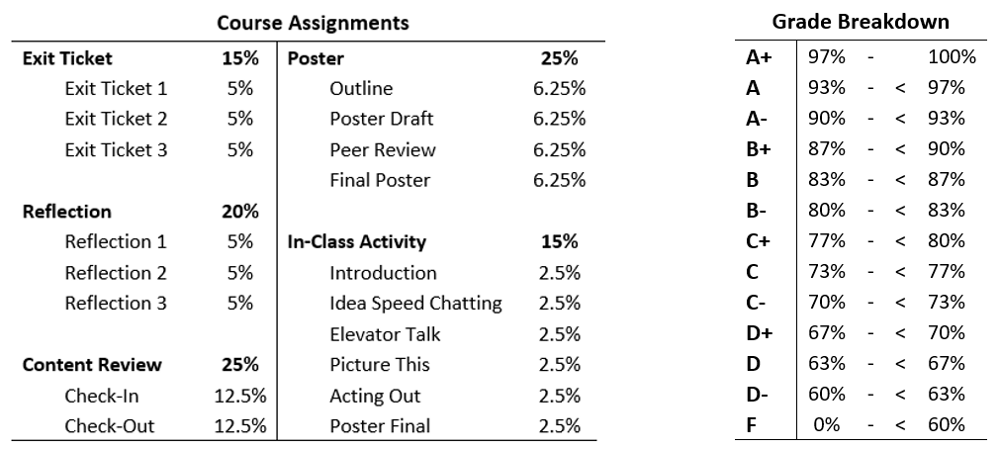 Course Assignments
Exit Ticket 15%
Exit Ticket 1 5%
Exit Ticket 2 5%
Exit Ticket 3 5%
Reflection 20%
Reflection 1 5%
Reflection 2 5%
Reflection 3 5%
Content Review 25%
Check-In 12.5%
Check-Out 12.5%
Poster 25%
Outline 6.25%
Poster Draft 6.25%
Peer Review 6.25%
Final Poster 6.25%
In-Class Activity 15%
Introduction 2.5%
Idea Speed Chatting 2.5%
Elevator Talk 2.5%
Picture This 2.5%
Acting Out 2.5%
Poster Final 2.5%
Grade Breakdown
A+ 97% - 100%
A 93% - < 97%
A- 90% - < 93%
B+ 87% - < 90%
B 83% - < 87%
B- 80% - < 83%
C+ 77% - < 80%
C 73% - < 77%
C- 70% - < 73%
D+ 67% - < 70%
D 63% - < 67%
D- 60% - < 63%
F 0% - < 60%